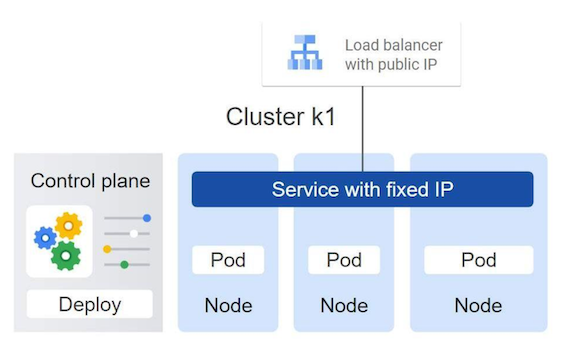 Load balancer
with public IP
Cluster k1
Control plane
Service with fixed IP
Pod
Pod
Pod
Deploy
Node
Node
Node